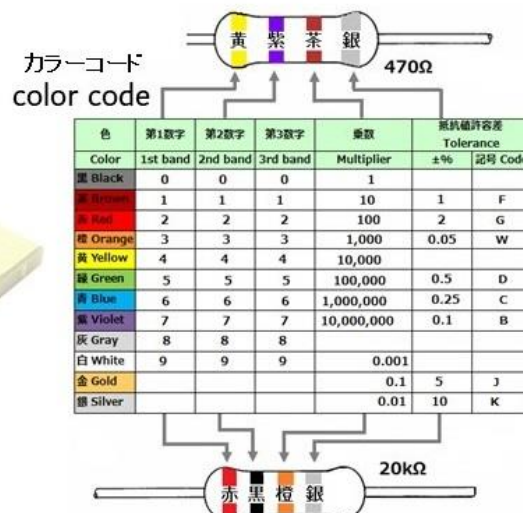 黄 紫 茶 銀
470Ω
カラーコード
color code
色 第1数字 第2数字 第3数字 乗数 抵抗値許容差
Tolerance
Color 1st band 2nd band 3rd band Multiplier ±% 記号 Code
黒 Black 0 0 0 1
茶 Brown 1 1 1 10 1 F
赤 Red 2 2 2 100 2 G
橙 Orange 3 3 3 1,000 0.05 W
黄 Yellow 4 4 4 10,000
緑 Green 5 5 5 100,000 0.5 D
青 Blue 6 6 6 1,000,000 0.25 C
紫 Violet 7 7 7 10,000,000 0.1 B
灰 Gray 8 8 8
白 White 9 9 9 0.001
金 Gold 0.1 5 J
銀 Silver 0.01 10 K
20kΩ
赤 黒 橙 銀